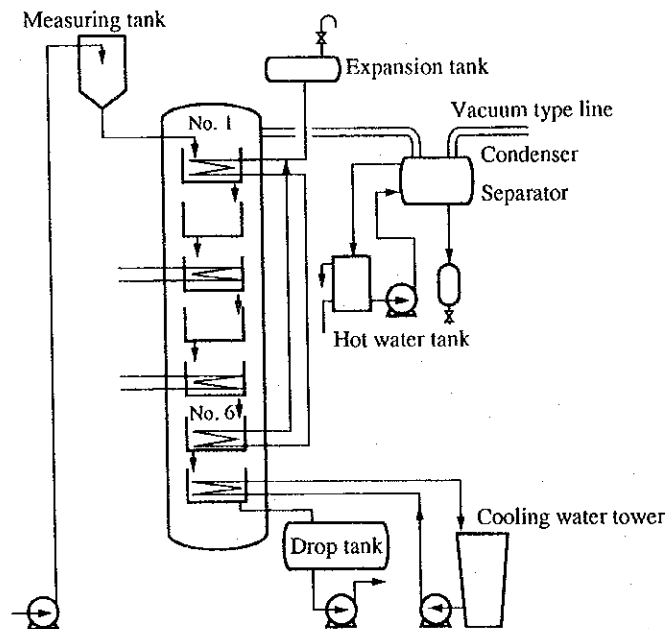 Measuring tank
Expansion tank
Vacuum type line
No. 1
Condenser
Separator
Hot water tank
No. 6
Cooling water tower
Drop tank